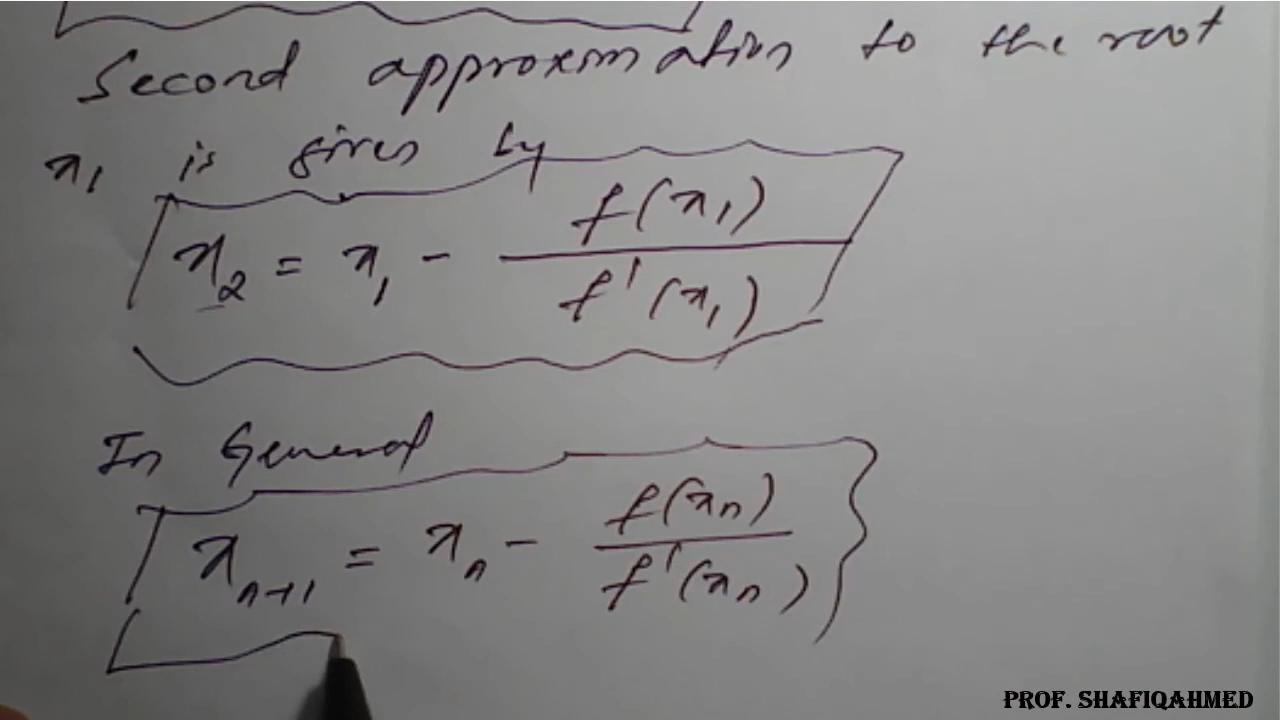 Second approximation to the root
x₁ is given by
x₂ = x₁ - f(x₁) / f'(x₁)
In General
xₙ₊₁ = xₙ - f(xₙ) / f'(xₙ)
PROF. SHAFIQAHMED